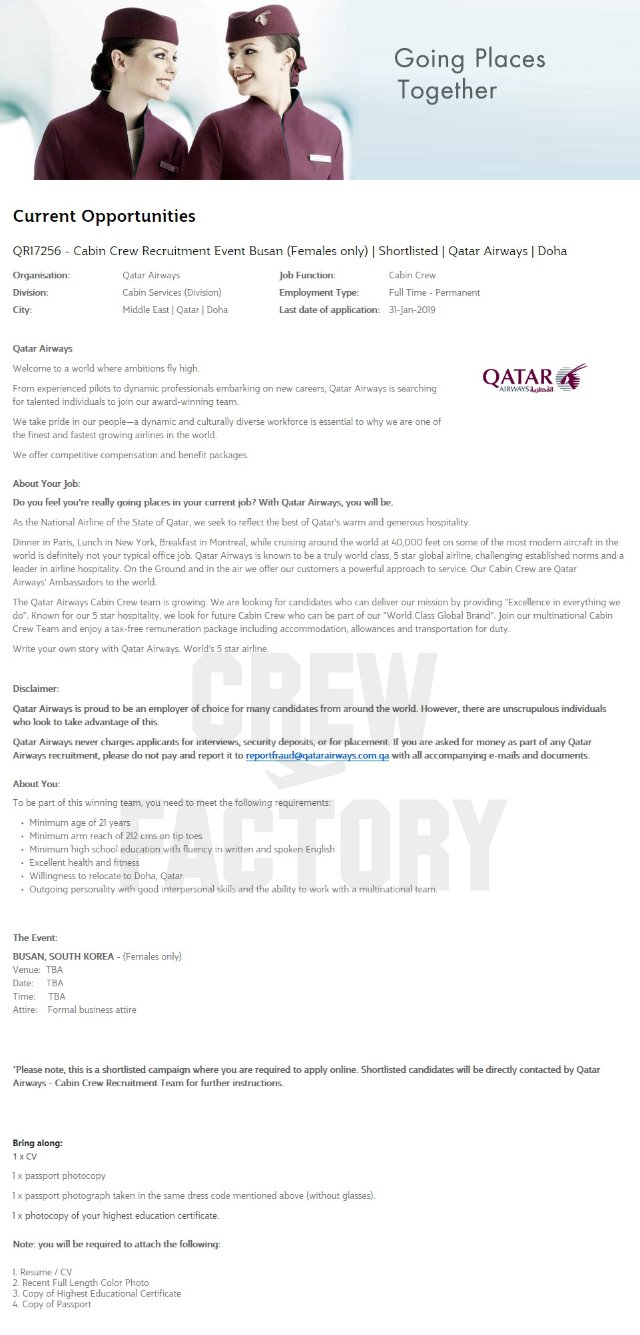 Going Places
Together
Current Opportunities
QR17256 - Cabin Crew Recruitment Event Busan (Females only) | Shortlisted | Qatar Airways | Doha
Organisation: Qatar Airways Job Function: Cabin Crew
Division: Cabin Services (Division) Employment Type: Full Time - Permanent
City: Middle East | Qatar | Doha Last date of application: 31-Jan-2019
Qatar Airways
Welcome to a world where ambitions fly high.
From experienced pilots to dynamic professionals embarking on new careers, Qatar Airways is searching
for talented individuals to join our award-winning team.
We take pride in our people—a dynamic and culturally diverse workforce is essential to why we are one of
the finest and fastest growing airlines in the world.
We offer competitive compensation and benefit packages.
QATAR
AIRWAYS القطرية
About Your Job:
Do you feel you're really going places in your current job? With Qatar Airways, you will be.
As the National Airline of the State of Qatar, we seek to reflect the best of Qatar's warm and generous hospitality.
Dinner in Paris, Lunch in New York, Breakfast in Montreal, while cruising around the world at 40,000 feet on some of the most modern aircraft in the
world is definitely not your typical office job. Qatar Airways is known to be a truly world class, 5 star global airline, challenging established norms and a
leader in airline hospitality. On the Ground and in the air we offer our customers a powerful approach to service. Our Cabin Crew are Qatar
Airways' Ambassadors to the world.
The Qatar Airways Cabin Crew team is growing. We are looking for candidates who can deliver our mission by providing "Excellence in everything we
do". Known for our 5 star hospitality, we look for future Cabin Crew who can be part of our "World Class Global Brand". Join our multinational Cabin
Crew Team and enjoy a tax-free remuneration package including accommodation, allowances and transportation for duty.
Write your own story with Qatar Airways. World's 5 star airline.
CREW
FACTORY
Disclaimer:
Qatar Airways is proud to be an employer of choice for many candidates from around the world. However, there are unscrupulous individuals
who look to take advantage of this.
Qatar Airways never charges applicants for interviews, security deposits, or for placement. If you are asked for money as part of any Qatar
Airways recruitment, please do not pay and report it to reportfraud@qatarairways.com.qa with all accompanying e-mails and documents.
About You:
To be part of this winning team, you need to meet the following requirements:
• Minimum age of 21 years
• Minimum arm reach of 212 cms on tip toes
• Minimum high school education with fluency in written and spoken English
• Excellent health and fitness
• Willingness to relocate to Doha, Qatar
• Outgoing personality with good interpersonal skills and the ability to work with a multinational team.
The Event:
BUSAN, SOUTH KOREA - (Females only)
Venue: TBA
Date: TBA
Time: TBA
Attire: Formal business attire
*Please note, this is a shortlisted campaign where you are required to apply online. Shortlisted candidates will be directly contacted by Qatar
Airways - Cabin Crew Recruitment Team for further instructions.
Bring along:
1 x CV
1 x passport photocopy
1 x passport photograph taken in the same dress code mentioned above (without glasses).
1 x photocopy of your highest education certificate.
Note: you will be required to attach the following:
1. Resume / CV
2. Recent Full Length Color Photo
3. Copy of Highest Educational Certificate
4. Copy of Passport